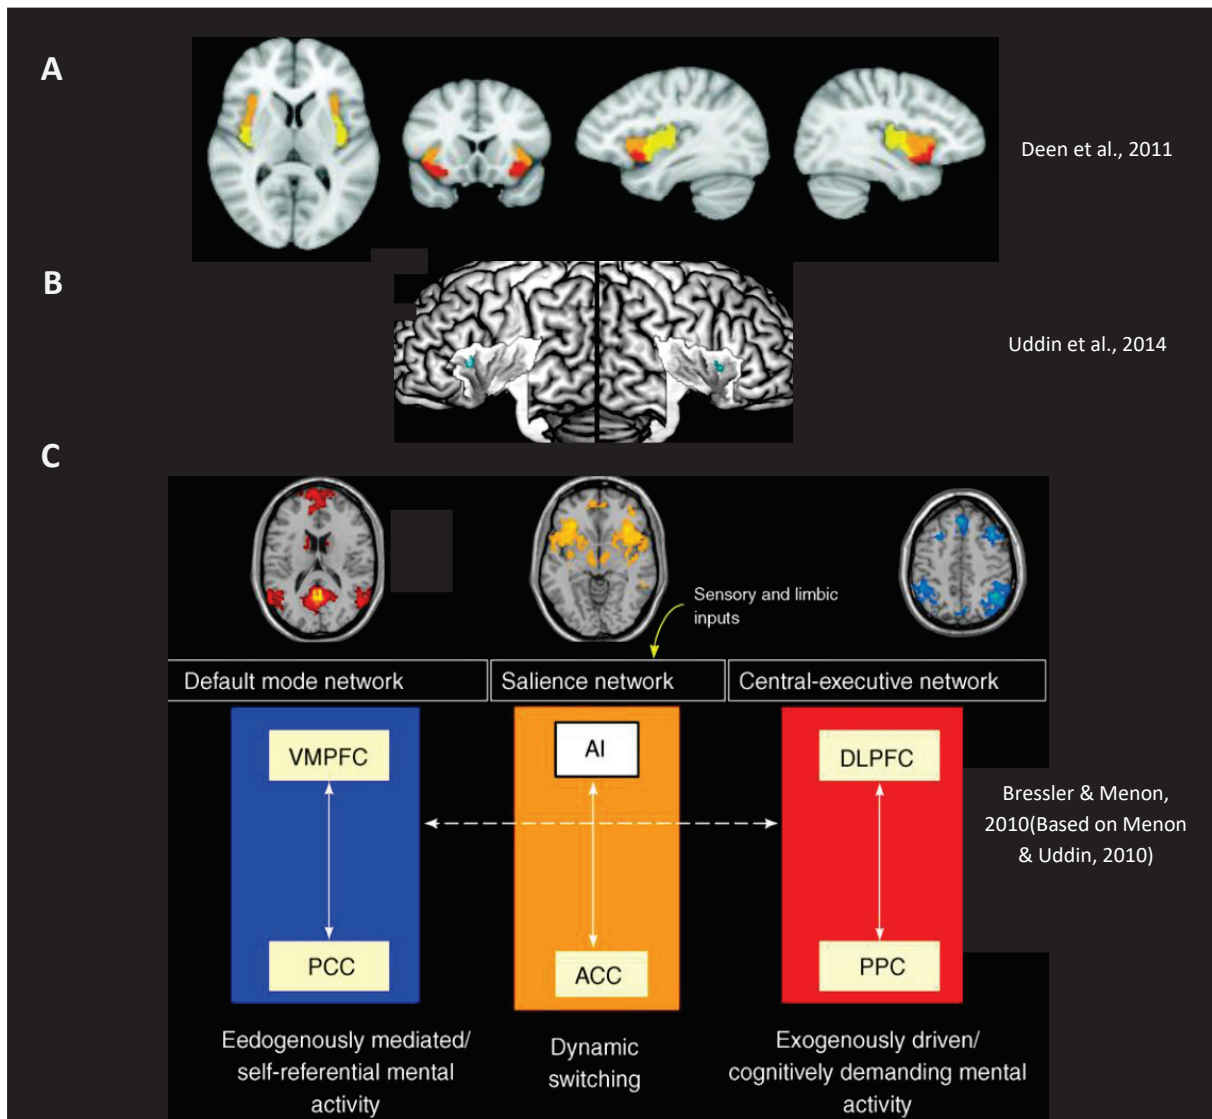 A
Deen et al., 2011
B
Uddin et al., 2014
C
Sensory and limbic
inputs
Default mode network
Salience network
Central-executive network
VMPFC
AI
DLPFC
Bressler & Menon,
2010(Based on Menon
& Uddin, 2010)
PCC
ACC
PPC
Eedogenously mediated/
self-referential mental
activity
Dynamic
switching
Exogenously driven/
cognitively demanding mental
activity